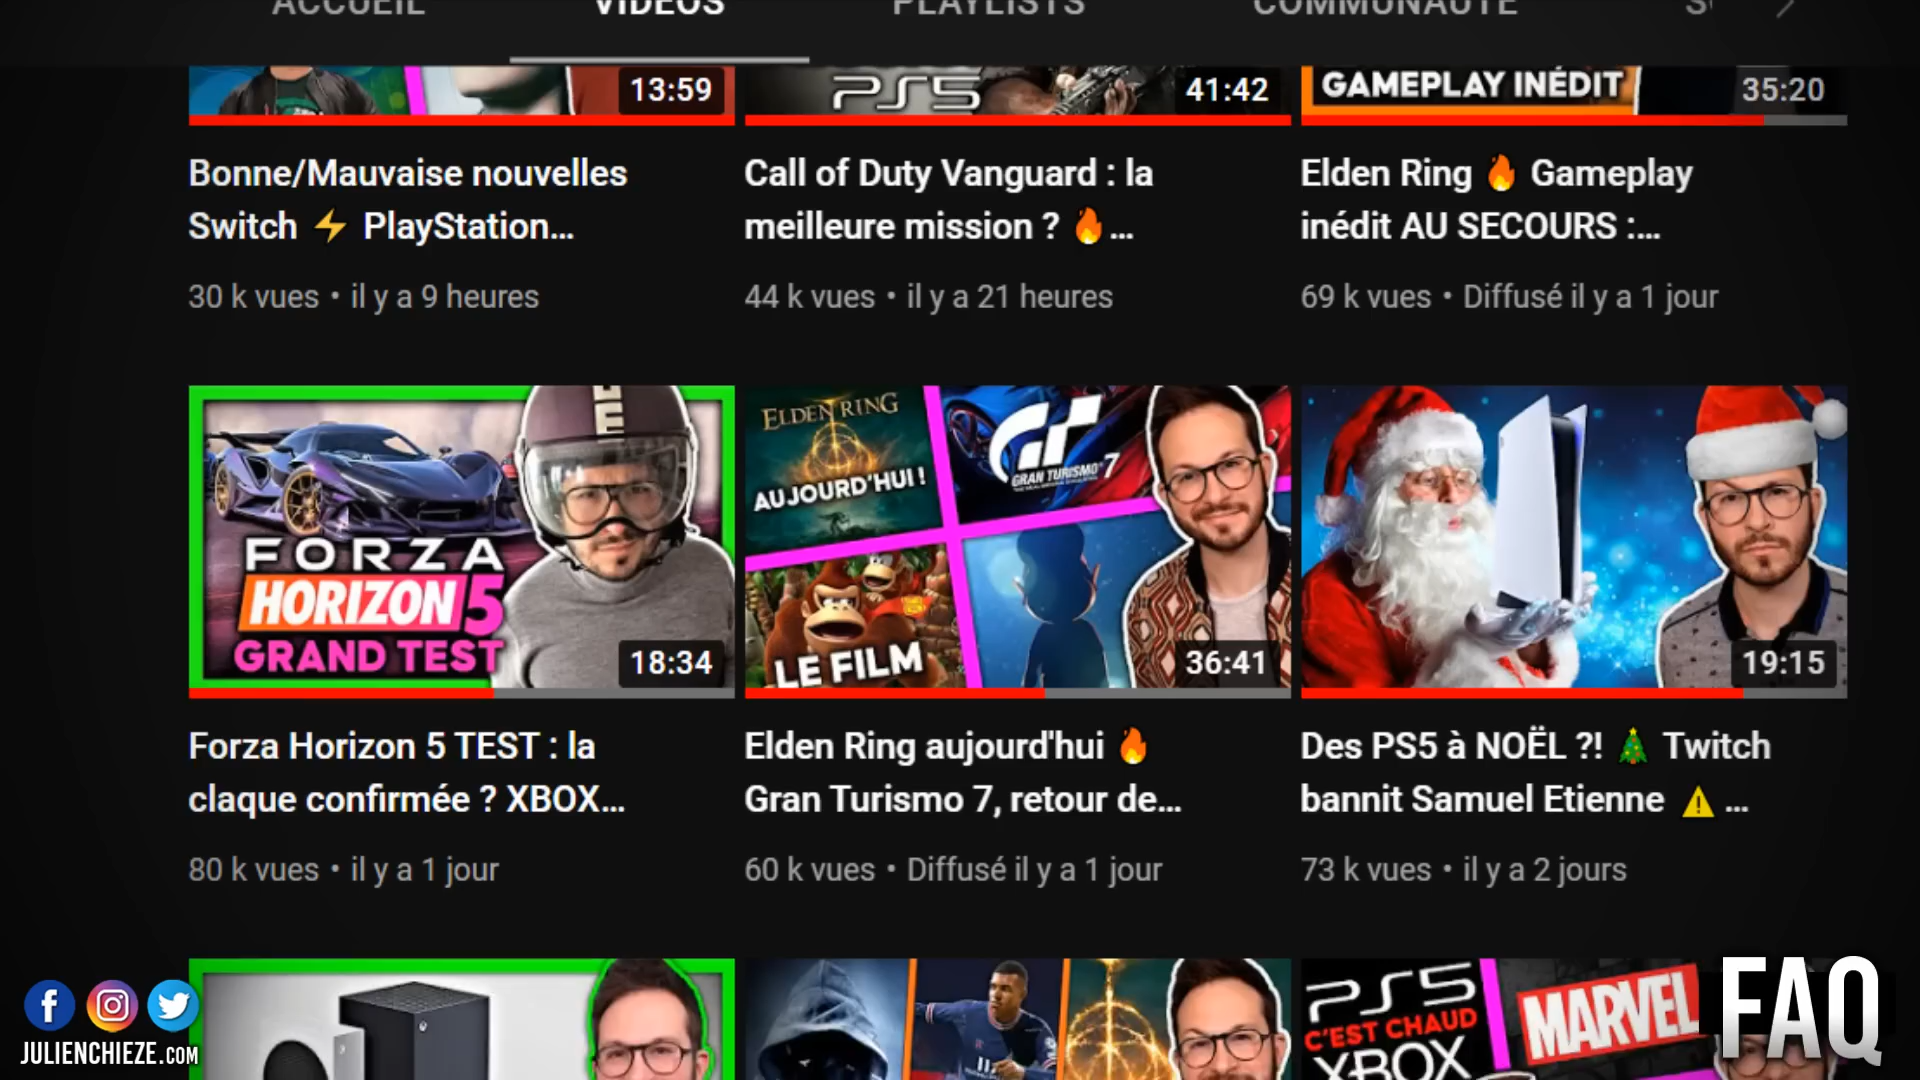 ACCUEIL VIDÉOS PLAYLISTS COMMUNAUTÉ
13:59
PS5
41:42
GAMEPLAY INÉDIT
35:20
Bonne/Mauvaise nouvelles
Switch ⚡ PlayStation...
30 k vues • il y a 9 heures
Call of Duty Vanguard : la
meilleure mission ? 🔥...
44 k vues • il y a 21 heures
Elden Ring 🔥 Gameplay
inédit AU SECOURS :...
69 k vues • Diffusé il y a 1 jour
FORZA
HORIZON 5
GRAND TEST
18:34
ELDEN RING
AUJOURD'HUI !
GT
GRAN TURISMO 7
LE FILM
36:41
19:15
Forza Horizon 5 TEST : la
claque confirmée ? XBOX...
80 k vues • il y a 1 jour
Elden Ring aujourd'hui 🔥
Gran Turismo 7, retour de...
60 k vues • Diffusé il y a 1 jour
Des PS5 à NOËL ?! 🎄 Twitch
bannit Samuel Etienne ⚠️ ...
73 k vues • il y a 2 jours
PS5
C'EST CHAUD
XBOX
MARVEL
JULIENCHIEZE.COM
FAQ